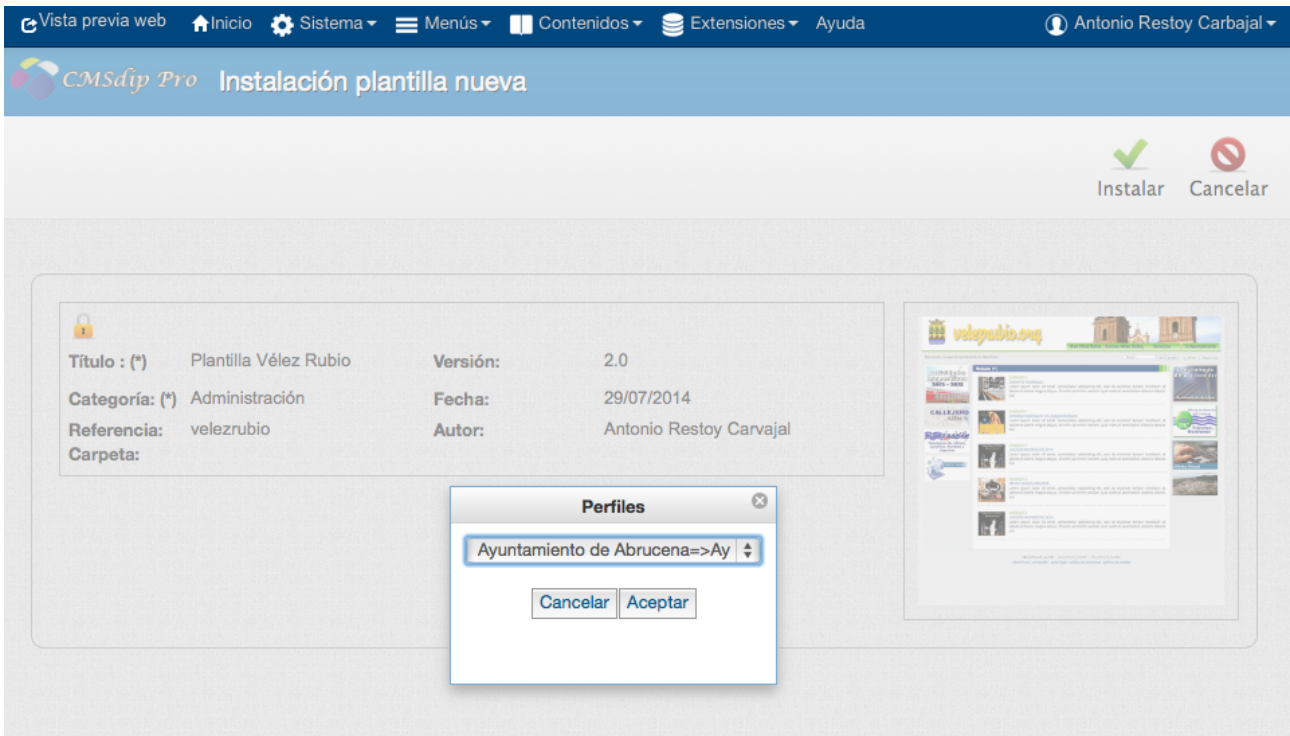 Vista previa web Inicio Sistema Menús Contenidos Extensiones Ayuda Antonio Restoy Carbajal
CMSdip Pro Instalación plantilla nueva
Instalar Cancelar
Título : (*) Plantilla Vélez Rubio Versión: 2.0
Categoría: (*) Administración Fecha: 29/07/2014
Referencia: velezrubio Autor: Antonio Restoy Carvajal
Carpeta:
velezrubio.org
CALLEJERO
Perfiles
Ayuntamiento de Abrucena=>Ay
Cancelar Aceptar